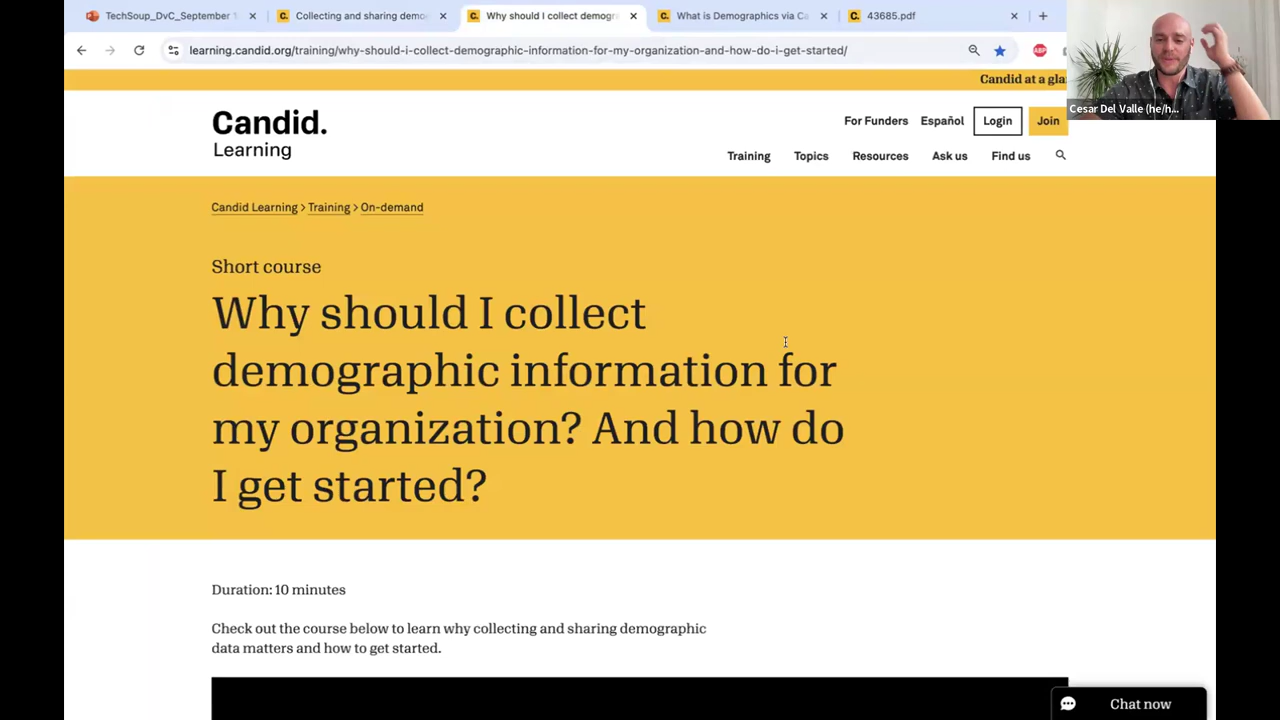 TechSoup_DvC_September
Collecting and sharing demo
Why should I collect demogr
What is Demographics via Ca
43685.pdf
learning.candid.org/training/why-should-i-collect-demographic-information-for-my-organization-and-how-do-i-get-started/
ABP
Cesar Del Valle (he/h...
Candid at a gla
Candid.
Learning
For Funders
Español
Login
Join
Training
Topics
Resources
Ask us
Find us
Candid Learning > Training > On-demand
Short course
Why should I collect
demographic information for
my organization? And how do
I get started?
Duration: 10 minutes
Check out the course below to learn why collecting and sharing demographic
data matters and how to get started.
Chat now